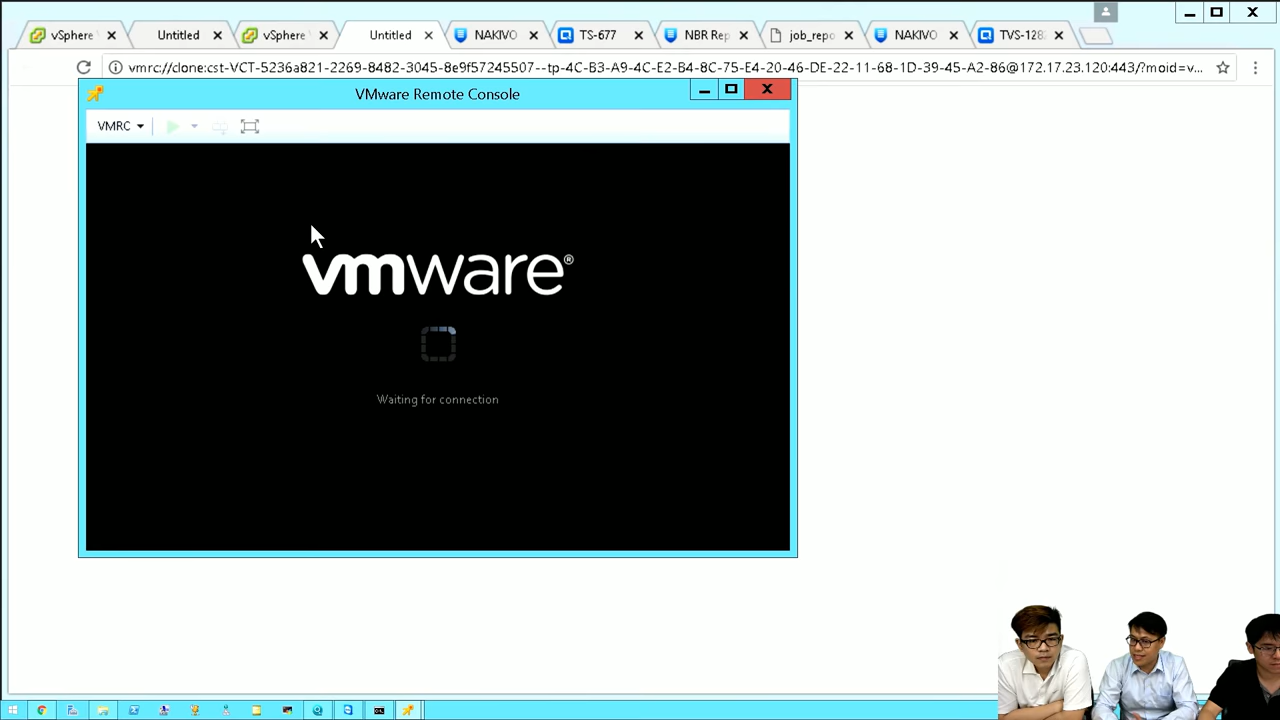 vSphere Untitled vSphere Untitled NAKIVO TS-677 NBR Rep job_repo NAKIVO TVS-128
vmrc://clone:cst-VCT-5236a821-2269-8482-3045-8e9f57245507--tp-4C-B3-A9-4C-E2-B4-8C-75-E4-20-46-DE-22-11-68-1D-39-45-A2-86@172.17.23.120:443/?moid=v...
VMware Remote Console
VMRC
vmware®
Waiting for connection